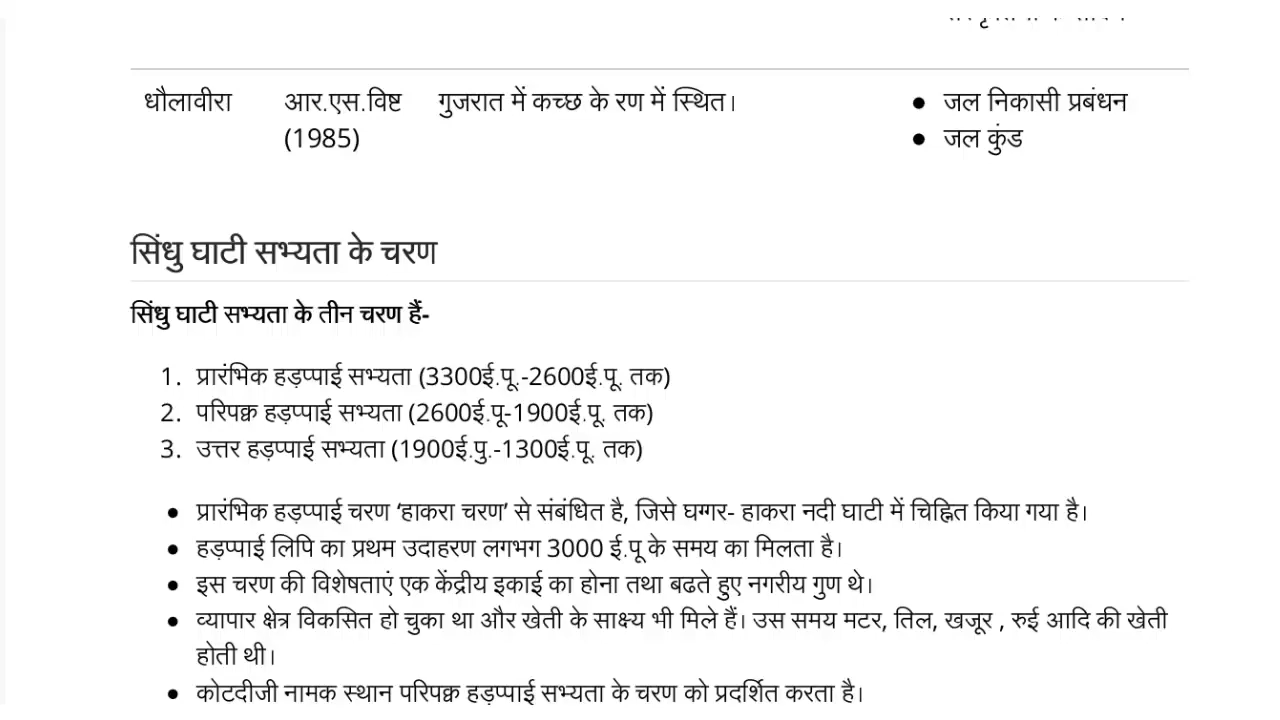 धौलावीरा आर.एस.विष्ट गुजरात में कच्छ के रण में स्थित। ● जल निकासी प्रबंधन
(1985) ● जल कुंड
सिंधु घाटी सभ्यता के चरण
सिंधु घाटी सभ्यता के तीन चरण हैं-
1. प्रारंभिक हड़प्पाई सभ्यता (3300ई.पू.-2600ई.पू. तक)
2. परिपक्व हड़प्पाई सभ्यता (2600ई.पू-1900ई.पू. तक)
3. उत्तर हड़प्पाई सभ्यता (1900ई.पु.-1300ई.पू. तक)
● प्रारंभिक हड़प्पाई चरण ‘हाकरा चरण’ से संबंधित है, जिसे घग्गर- हाकरा नदी घाटी में चिह्नित किया गया है।
● हड़प्पाई लिपि का प्रथम उदाहरण लगभग 3000 ई.पू के समय का मिलता है।
● इस चरण की विशेषताएं एक केंद्रीय इकाई का होना तथा बढते हुए नगरीय गुण थे।
● व्यापार क्षेत्र विकसित हो चुका था और खेती के साक्ष्य भी मिले हैं। उस समय मटर, तिल, खजूर , रुई आदि की खेती
होती थी।
● कोटदीजी नामक स्थान परिपक्व हड़प्पाई सभ्यता के चरण को प्रदर्शित करता है।